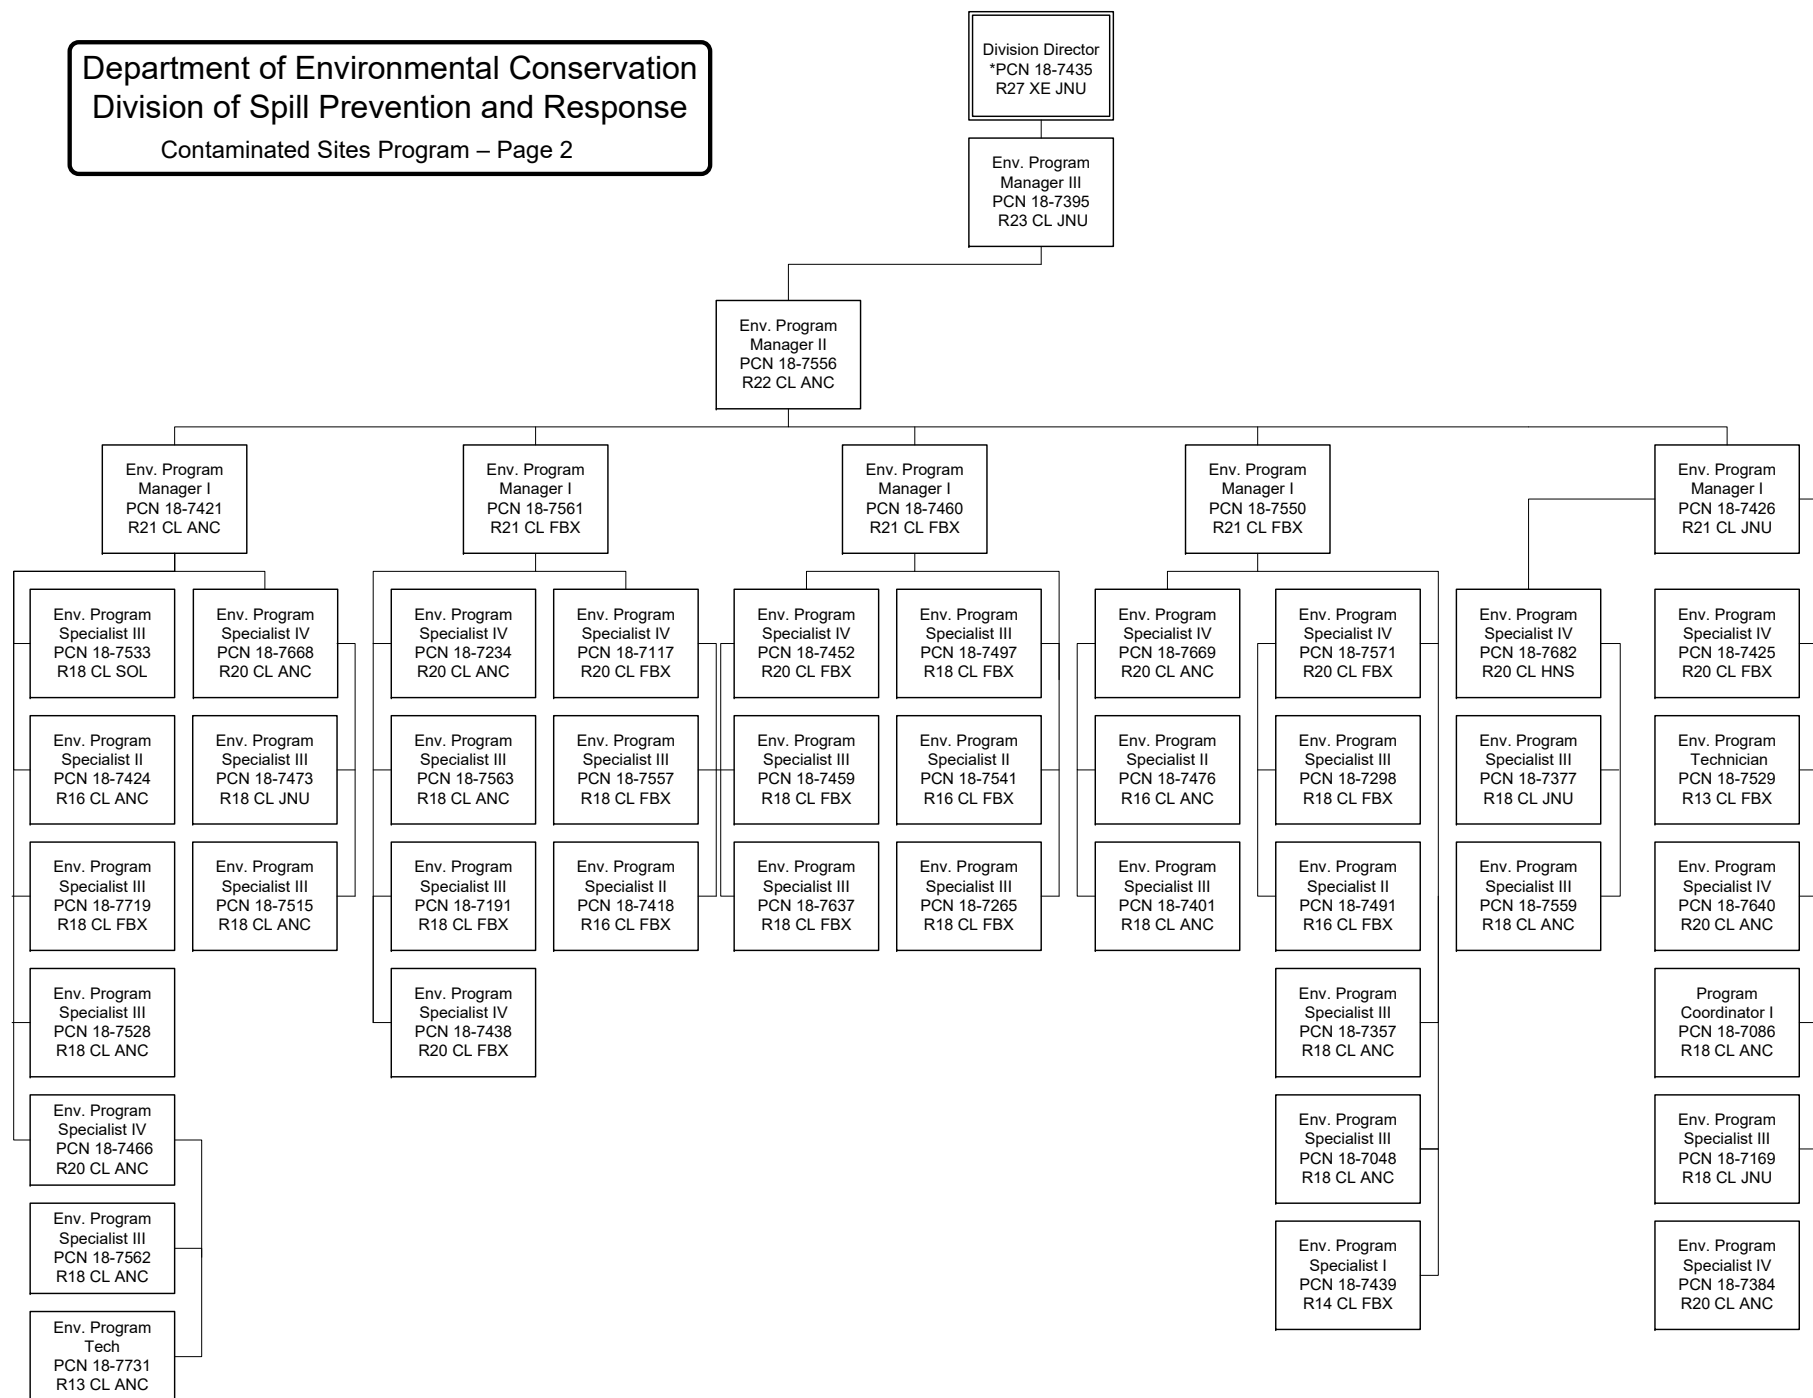 Department of Environmental Conservation
Division of Spill Prevention and Response
Contaminated Sites Program – Page 2
Division Director
*PCN 18-7435
R27 XE JNU
Env. Program
Manager III
PCN 18-7395
R23 CL JNU
Env. Program
Manager II
PCN 18-7556
R22 CL ANC
Env. Program
Manager I
PCN 18-7421
R21 CL ANC
Env. Program
Manager I
PCN 18-7561
R21 CL FBX
Env. Program
Manager I
PCN 18-7460
R21 CL FBX
Env. Program
Manager I
PCN 18-7550
R21 CL FBX
Env. Program
Manager I
PCN 18-7426
R21 CL JNU
Env. Program
Specialist III
PCN 18-7533
R18 CL SOL
Env. Program
Specialist IV
PCN 18-7668
R20 CL ANC
Env. Program
Specialist IV
PCN 18-7234
R20 CL ANC
Env. Program
Specialist IV
PCN 18-7117
R20 CL FBX
Env. Program
Specialist IV
PCN 18-7452
R20 CL FBX
Env. Program
Specialist III
PCN 18-7497
R18 CL FBX
Env. Program
Specialist IV
PCN 18-7669
R20 CL ANC
Env. Program
Specialist IV
PCN 18-7571
R20 CL FBX
Env. Program
Specialist IV
PCN 18-7682
R20 CL HNS
Env. Program
Specialist IV
PCN 18-7425
R20 CL FBX
Env. Program
Specialist II
PCN 18-7424
R16 CL ANC
Env. Program
Specialist III
PCN 18-7473
R18 CL JNU
Env. Program
Specialist III
PCN 18-7563
R18 CL ANC
Env. Program
Specialist III
PCN 18-7557
R18 CL FBX
Env. Program
Specialist III
PCN 18-7459
R18 CL FBX
Env. Program
Specialist II
PCN 18-7541
R16 CL FBX
Env. Program
Specialist II
PCN 18-7476
R16 CL ANC
Env. Program
Specialist III
PCN 18-7298
R18 CL FBX
Env. Program
Specialist III
PCN 18-7377
R18 CL JNU
Env. Program
Technician
PCN 18-7529
R13 CL FBX
Env. Program
Specialist III
PCN 18-7719
R18 CL FBX
Env. Program
Specialist III
PCN 18-7515
R18 CL ANC
Env. Program
Specialist III
PCN 18-7191
R18 CL FBX
Env. Program
Specialist II
PCN 18-7418
R16 CL FBX
Env. Program
Specialist III
PCN 18-7637
R18 CL FBX
Env. Program
Specialist III
PCN 18-7265
R18 CL FBX
Env. Program
Specialist III
PCN 18-7401
R18 CL ANC
Env. Program
Specialist II
PCN 18-7491
R16 CL FBX
Env. Program
Specialist III
PCN 18-7559
R18 CL ANC
Env. Program
Specialist IV
PCN 18-7640
R20 CL ANC
Env. Program
Specialist III
PCN 18-7528
R18 CL ANC
Env. Program
Specialist IV
PCN 18-7438
R20 CL FBX
Env. Program
Specialist III
PCN 18-7357
R18 CL ANC
Program
Coordinator I
PCN 18-7086
R18 CL ANC
Env. Program
Specialist IV
PCN 18-7466
R20 CL ANC
Env. Program
Specialist III
PCN 18-7048
R18 CL ANC
Env. Program
Specialist III
PCN 18-7169
R18 CL JNU
Env. Program
Specialist III
PCN 18-7562
R18 CL ANC
Env. Program
Specialist I
PCN 18-7439
R14 CL FBX
Env. Program
Specialist IV
PCN 18-7384
R20 CL ANC
Env. Program
Tech
PCN 18-7731
R13 CL ANC